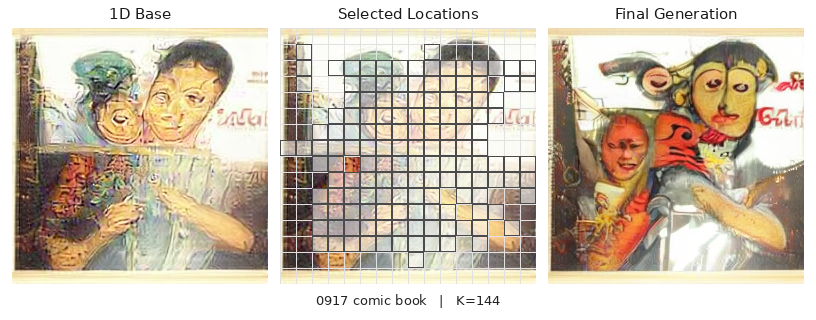 1D Base
Selected Locations
Final Generation
0917 comic book | K=144